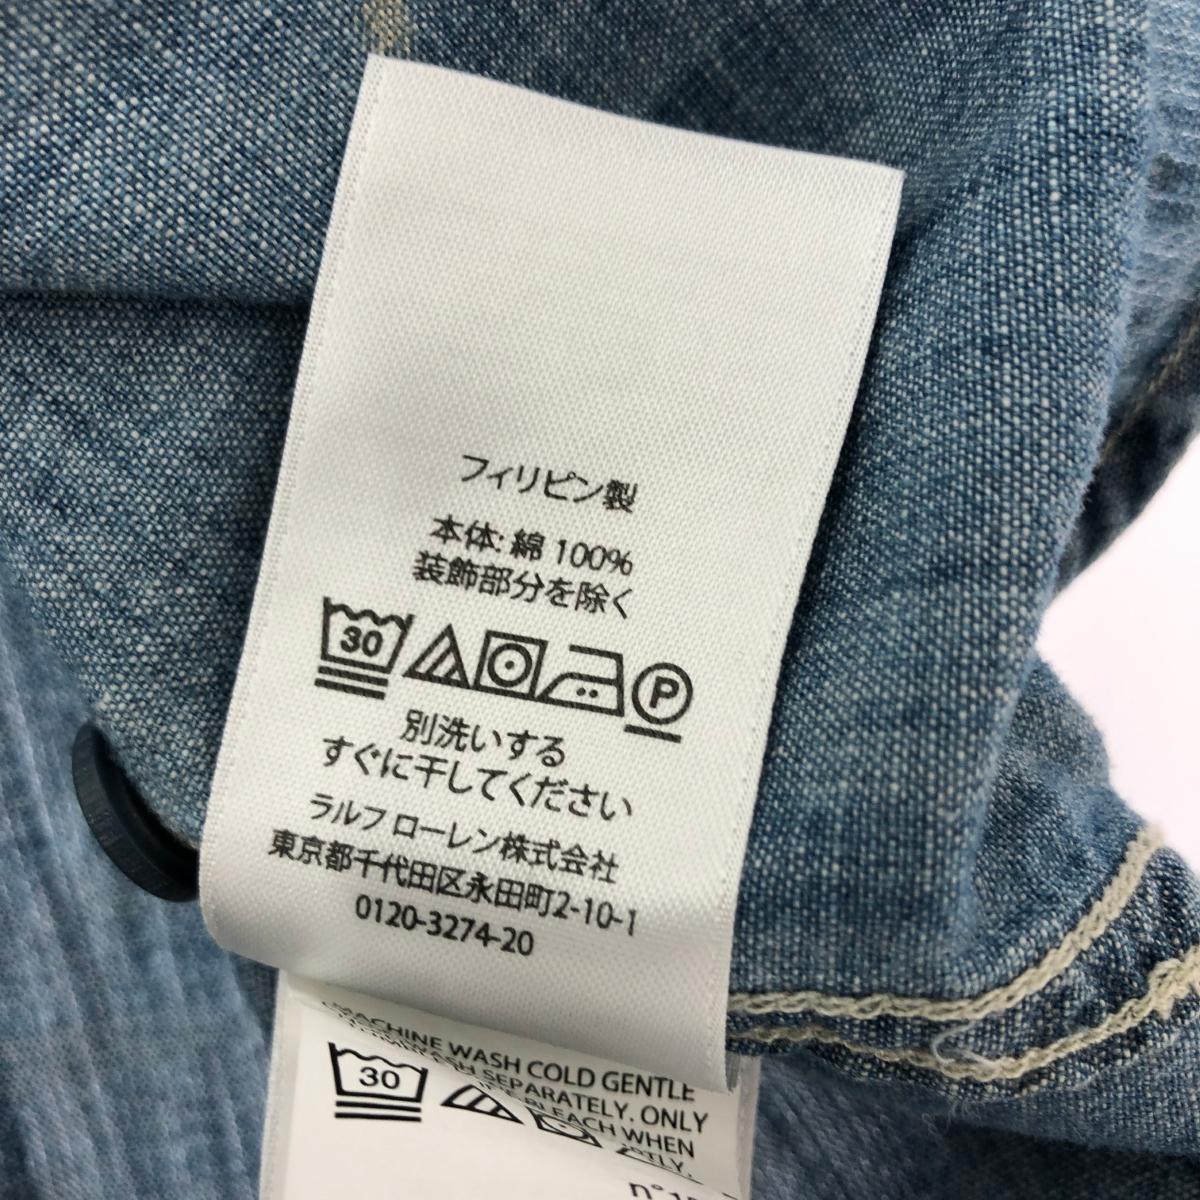 フィリピン製
本体: 綿 100%
装飾部分を除く
30 P
別洗いする
すぐに干してください
ラルフ ローレン株式会社
東京都千代田区永田町2-10-1
0120-3274-20
MACHINE WASH COLD GENTLE
SEPARATELY. ONLY
30 BLEACH WHEN
n°